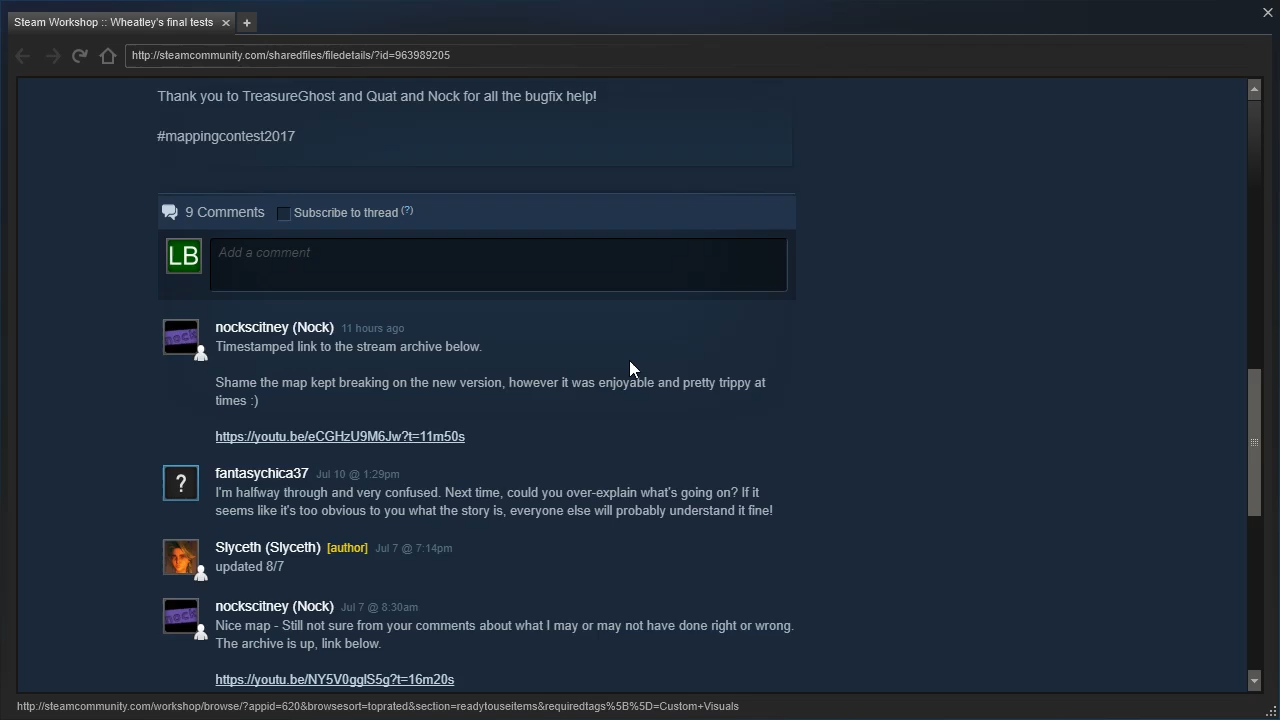 Steam Workshop :: Wheatley's final tests
http://steamcommunity.com/sharedfiles/filedetails/?id=963989205
Thank you to TreasureGhost and Quat and Nock for all the bugfix help!
#mappingcontest2017
9 Comments Subscribe to thread (?)
LB Add a comment
nockscitney (Nock) 11 hours ago
Timestamped link to the stream archive below.
Shame the map kept breaking on the new version, however it was enjoyable and pretty trippy at
times :)
https://youtu.be/eCGHzU9M6Jw?t=11m50s
fantasychica37 Jul 10 @ 1:29pm
I'm halfway through and very confused. Next time, could you over-explain what's going on? If it
seems like it's too obvious to you what the story is, everyone else will probably understand it fine!
Slyceth (Slyceth) [author] Jul 7 @ 7:14pm
updated 8/7
nockscitney (Nock) Jul 7 @ 8:30am
Nice map - Still not sure from your comments about what I may or may not have done right or wrong.
The archive is up, link below.
https://youtu.be/NY5V0gglS5g?t=16m20s
http://steamcommunity.com/workshop/browse/?appid=620&browsesort=toprated&section=readytouseitems&requiredtags%5B%5D=Custom+Visuals